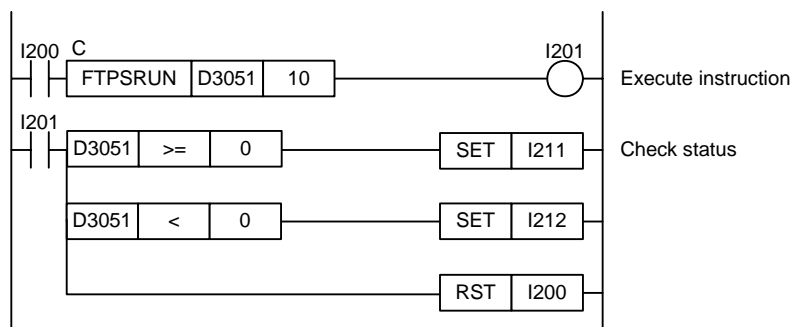 I200 C I201
FTPSRUN D3051 10 Execute instruction
I201
D3051 >= 0 SET I211 Check status
D3051 < 0 SET I212
RST I200